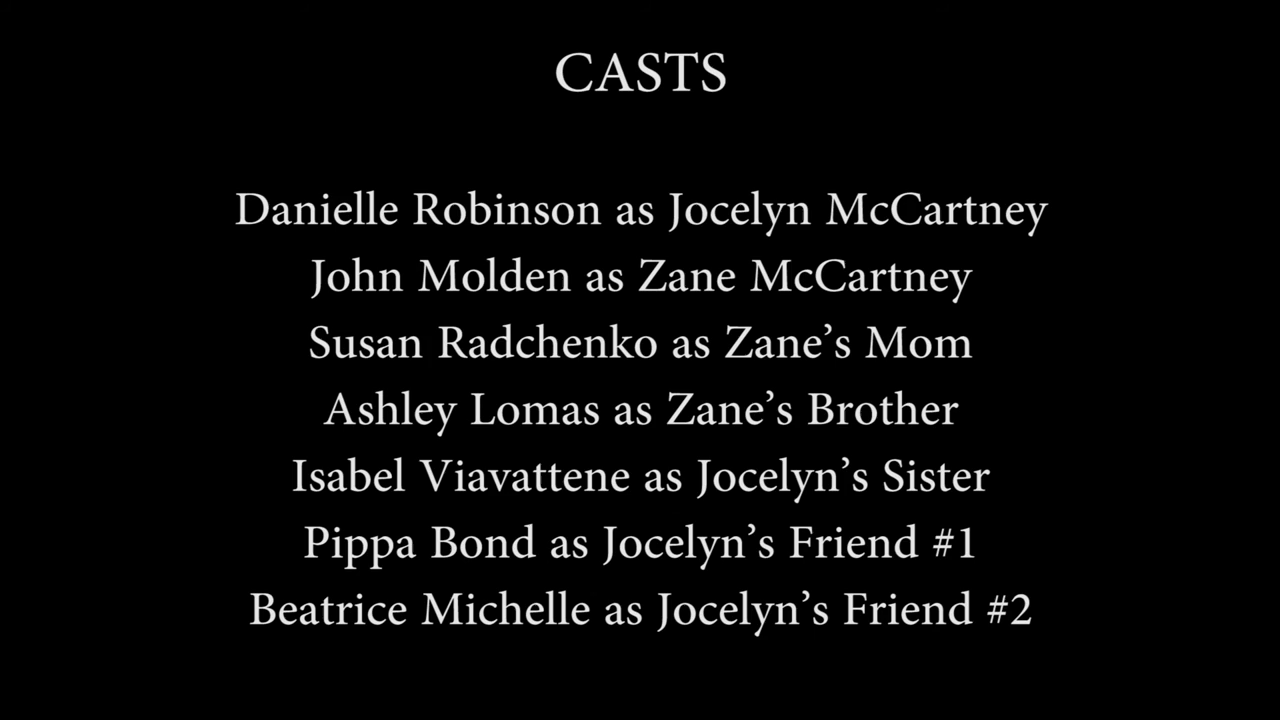 CASTS
Danielle Robinson as Jocelyn McCartney
John Molden as Zane McCartney
Susan Radchenko as Zane’s Mom
Ashley Lomas as Zane’s Brother
Isabel Viavattene as Jocelyn’s Sister
Pippa Bond as Jocelyn’s Friend #1
Beatrice Michelle as Jocelyn’s Friend #2